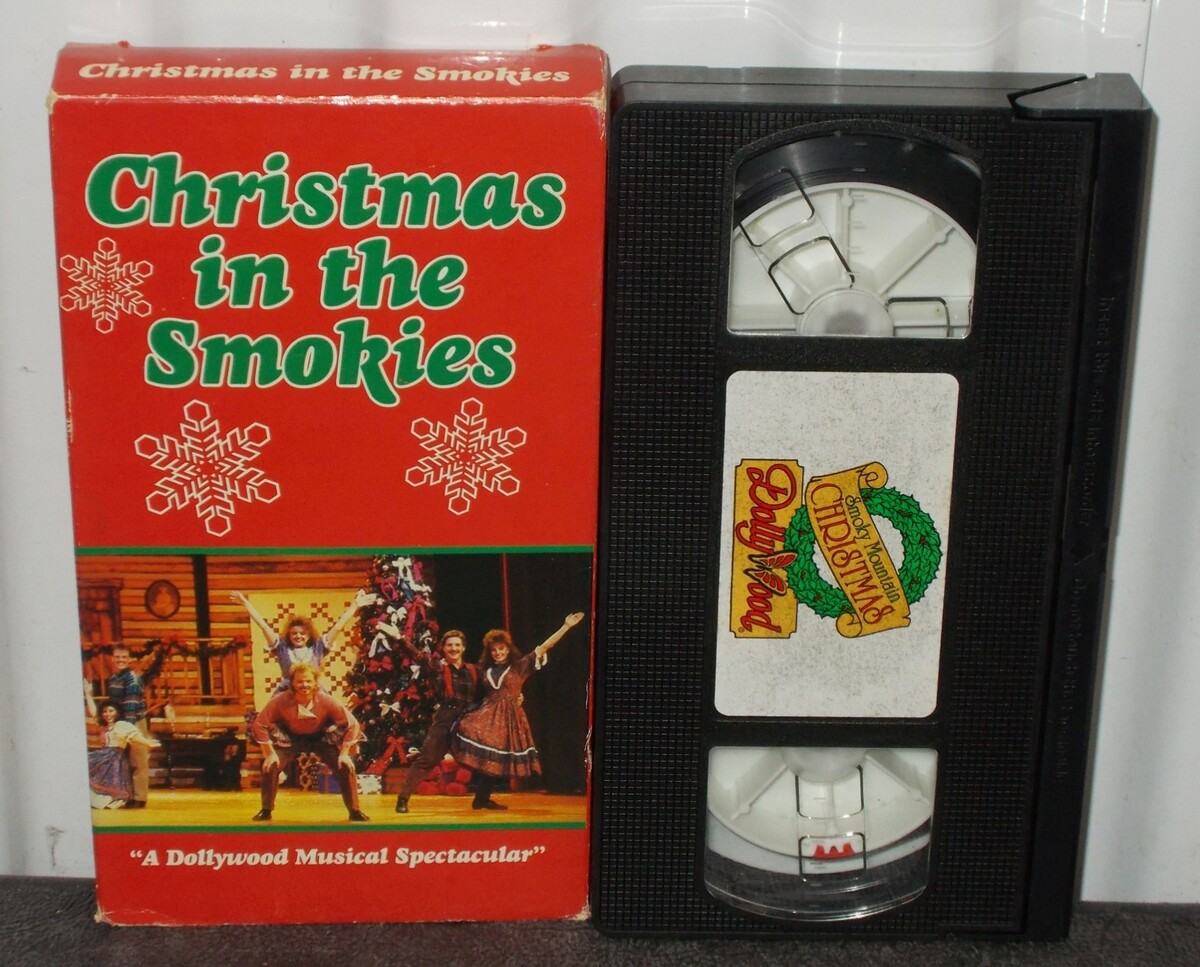 Christmas in the Smokies
Christmas
in the
Smokies
“A Dollywood Musical Spectacular”
Smoky Mountain
CHRISTMAS
DollyWood